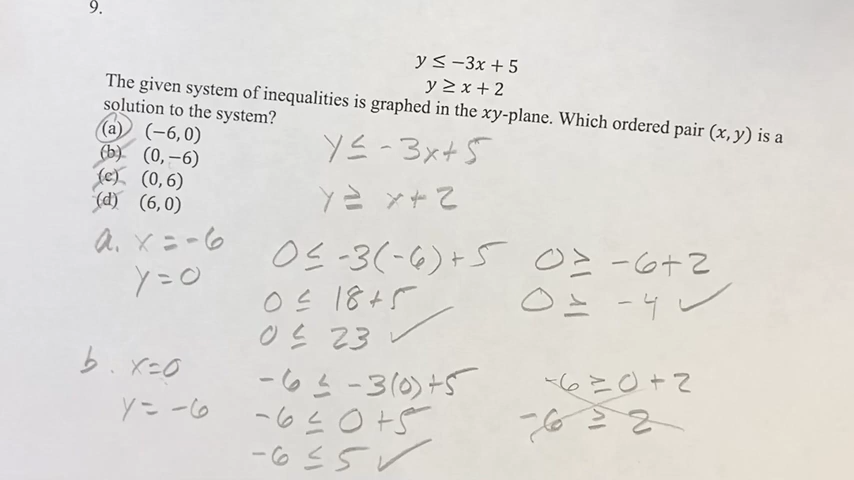 9.
y ≤ −3x + 5
y ≥ x + 2
The given system of inequalities is graphed in the xy-plane. Which ordered pair (x, y) is a
solution to the system?
(a) (−6, 0)
(b) (0, −6)
(c) (0, 6)
(d) (6, 0)
y ≤ - 3x + 5
y ≥ x + 2
a. x = -6
y = 0
0 ≤ -3(-6) + 5
0 ≤ 18 + 5
0 ≤ 23 ✓
0 ≥ -6 + 2
0 ≥ -4 ✓
b. x = 0
y = -6
-6 ≤ -3(0) + 5
-6 ≤ 0 + 5
-6 ≤ 5 ✓
-6 ≥ 0 + 2
-6 ≥ 2